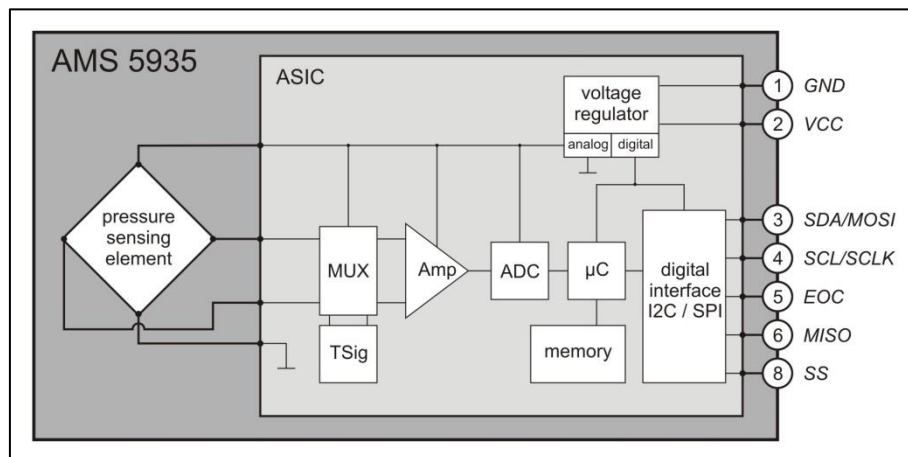 AMS 5935
ASIC
voltage
regulator
analog
digital
pressure
sensing
element
MUX
TSig
Amp
ADC
µC
memory
digital
interface
I2C / SPI
1 GND
2 VCC
3 SDA/MOSI
4 SCL/SCLK
5 EOC
6 MISO
8 SS